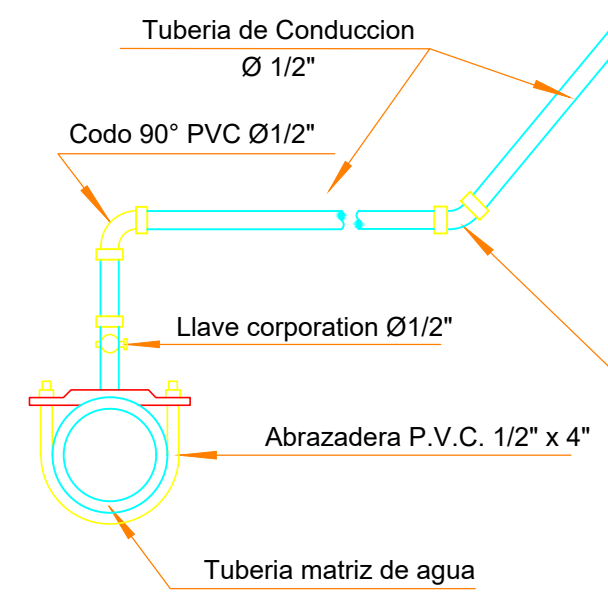 Tuberia de Conduccion
Ø 1/2"
Codo 90° PVC Ø1/2"
Llave corporation Ø1/2"
Abrazadera P.V.C. 1/2" x 4"
Tuberia matriz de agua